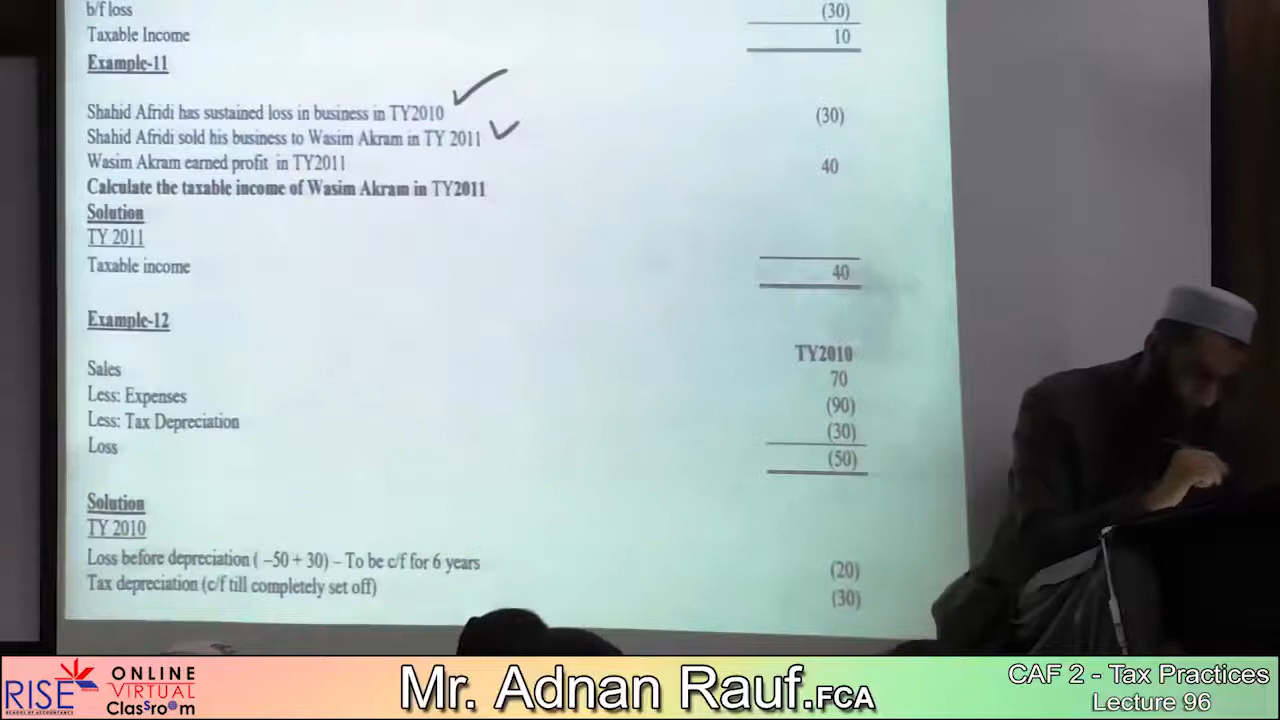 b/f loss (30)
Taxable Income 10
Example-11
Shahid Afridi has sustained loss in business in TY2010 (30)
Shahid Afridi sold his business to Wasim Akram in TY 2011
Wasim Akram earned profit in TY2011 40
Calculate the taxable income of Wasim Akram in TY2011
Solution
TY 2011
Taxable income 40
Example-12
TY2010
Sales 70
Less: Expenses (90)
Less: Tax Depreciation (30)
Loss (50)
Solution
TY 2010
Loss before depreciation ( –50 + 30) – To be c/f for 6 years (20)
Tax depreciation (c/f till completely set off) (30)
RISE
SCHOOL OF ACCOUNTANCY
ONLINE
VIRTUAL
ClasSro@m
Mr. Adnan Rauf.FCA
CAF 2 - Tax Practices
Lecture 96